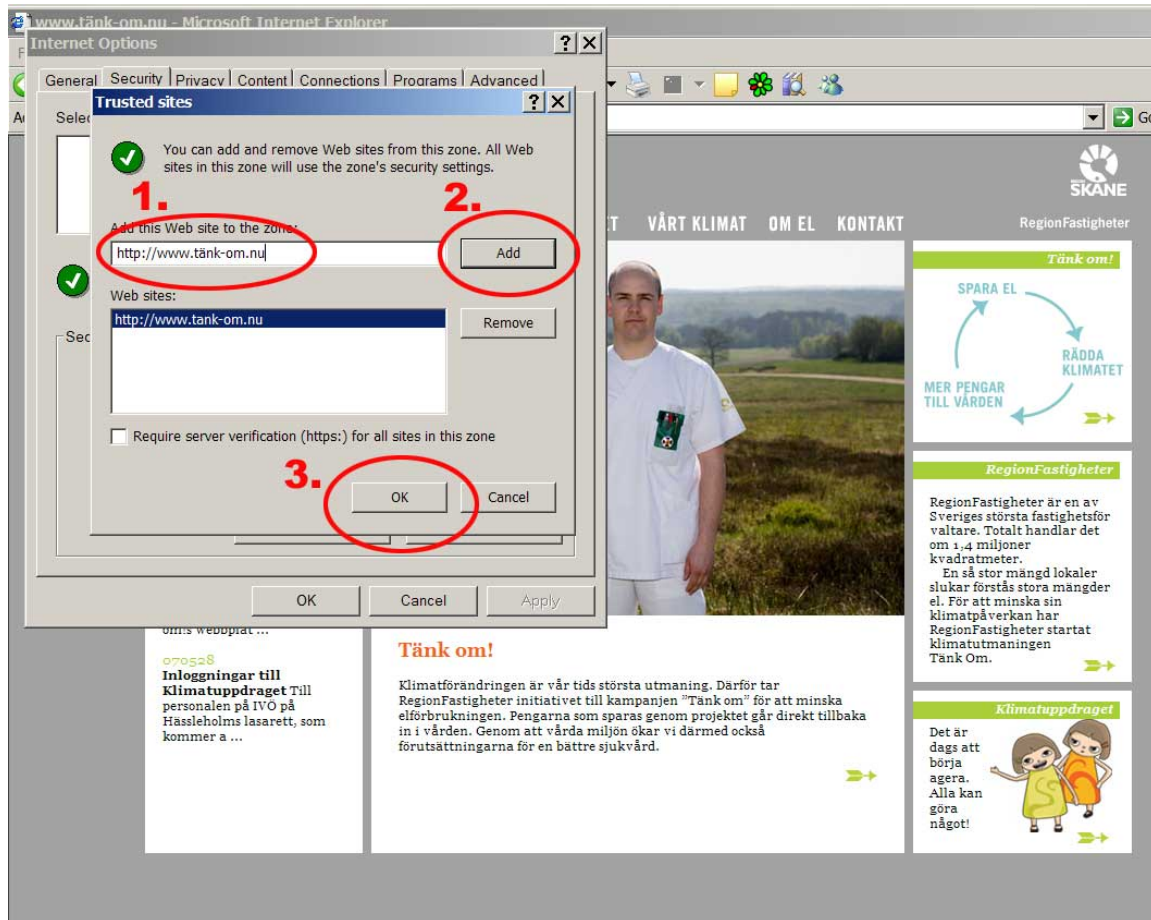 www.tänk-om.nu - Microsoft Internet Explorer
Internet Options
General Security Privacy Content Connections Programs Advanced
Trusted sites
You can add and remove Web sites from this zone. All Web
sites in this zone will use the zone's security settings.
1.
2.
Add this Web site to the zone:
http://www.tänk-om.nu
Add
Web sites:
http://www.tank-om.nu
Remove
Require server verification (https:) for all sites in this zone
3.
OK
Cancel
OK
Cancel
Apply
SKÅNE
VÅRT KLIMAT OM EL KONTAKT
RegionFastigheter
Tänk om!
SPARA EL
RÄDDA
KLIMATET
MER PENGAR
TILL VÅRDEN
RegionFastigheter
RegionFastigheter är en av
Sveriges största fastighetsför
valtare. Totalt handlar det
om 1,4 miljoner
kvadratmeter.
En så stor mängd lokaler
slukar förstås stora mängder
el. För att minska sin
klimatpåverkan har
RegionFastigheter startat
klimatutmaningen
Tänk Om.
om:s webbplat ...
070528
Inloggningar till
Klimatuppdraget Till
personalen på IVÖ på
Hässleholms lasarett, som
kommer a ...
Tänk om!
Klimatförändringen är vår tids största utmaning. Därför tar
RegionFastigheter initiativet till kampanjen ”Tänk om” för att minska
elförbrukningen. Pengarna som sparas genom projektet går direkt tillbaka
in i vården. Genom att vårda miljön ökar vi därmed också
förutsättningarna för en bättre sjukvård.
Klimatuppdraget
Det är
dags att
börja
agera.
Alla kan
göra
något!